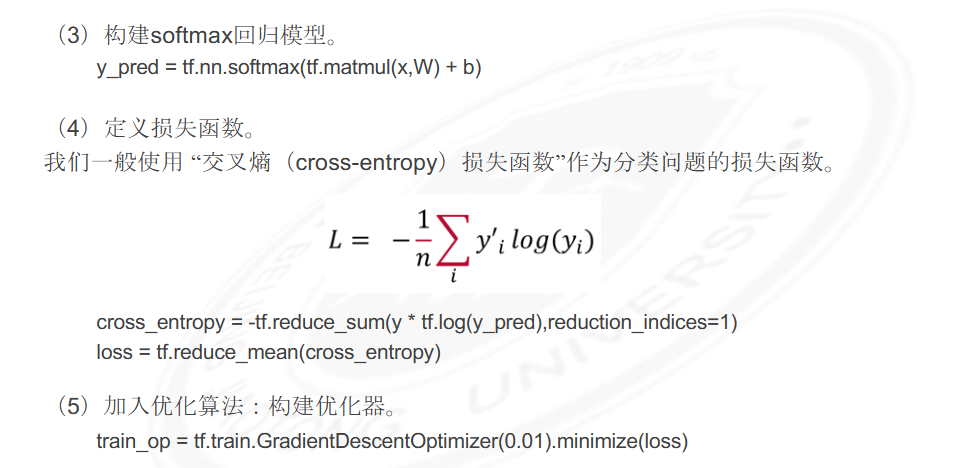 （3）构建softmax回归模型。
y_pred = tf.nn.softmax(tf.matmul(x,W) + b)
（4）定义损失函数。
我们一般使用 “交叉熵（cross-entropy）损失函数”作为分类问题的损失函数。
L = −1/n ∑i y′i log(yi)
cross_entropy = -tf.reduce_sum(y * tf.log(y_pred),reduction_indices=1)
loss = tf.reduce_mean(cross_entropy)
（5）加入优化算法：构建优化器。
train_op = tf.train.GradientDescentOptimizer(0.01).minimize(loss)